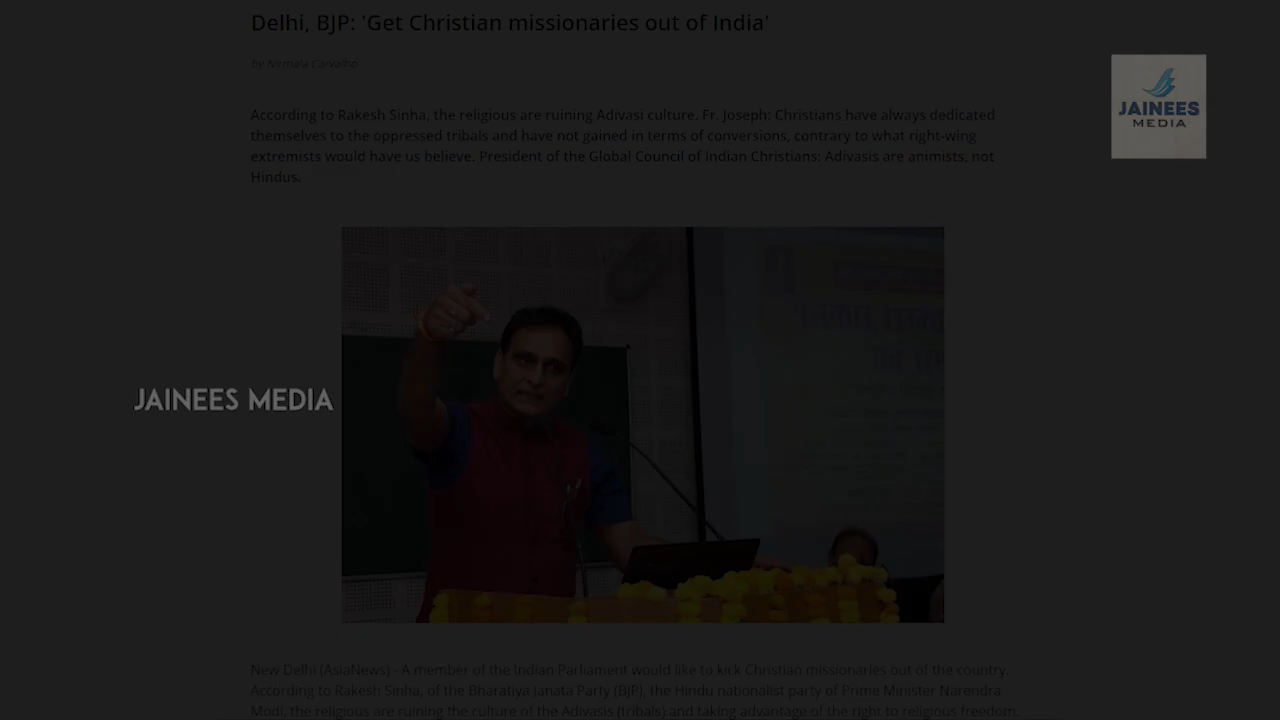 Delhi, BJP: 'Get Christian missionaries out of India'
by Nirmala Carvalho
According to Rakesh Sinha, the religious are ruining Adivasi culture. Fr. Joseph: Christians have always dedicated
themselves to the oppressed tribals and have not gained in terms of conversions, contrary to what right-wing
extremists would have us believe. President of the Global Council of Indian Christians: Adivasis are animists, not
Hindus.
JAINEES
MEDIA
JAINEES MEDIA
New Delhi (AsiaNews) - A member of the Indian Parliament would like to kick Christian missionaries out of the country.
According to Rakesh Sinha, of the Bharatiya Janata Party (BJP), the Hindu nationalist party of Prime Minister Narendra
Modi, the religious are ruining the culture of the Adivasis (tribals) and taking advantage of the right to religious freedom.